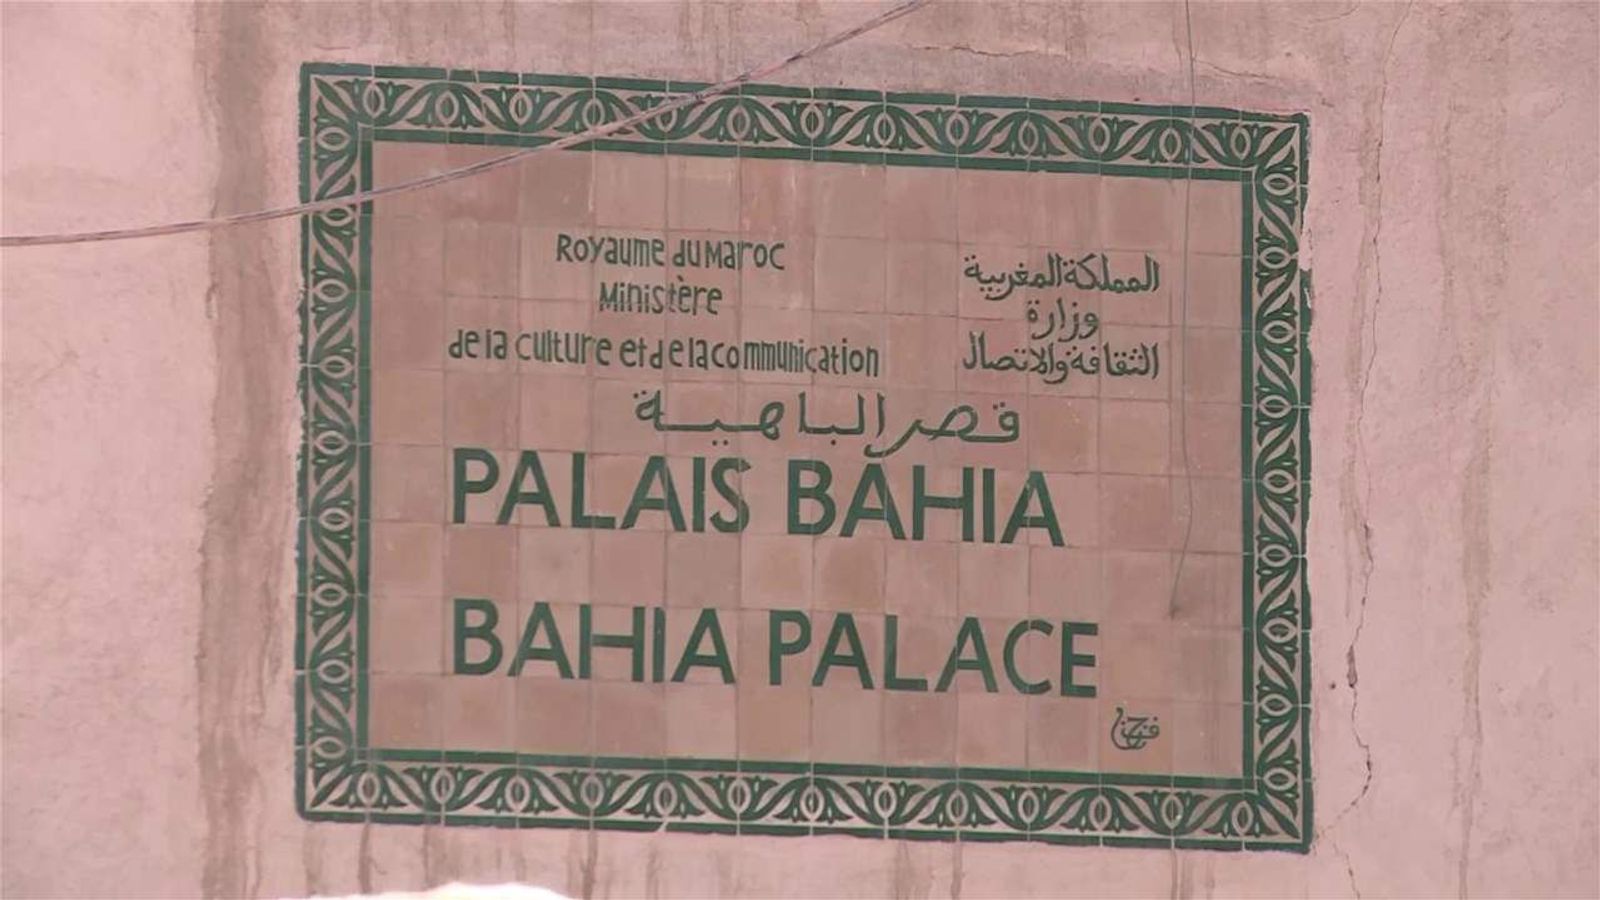 Royaume du Maroc
Ministère
de la culture et de la communication
المملكة المغربية
وزارة
الثقافة والاتصال
قصر الباهية
PALAIS BAHIA
BAHIA PALACE